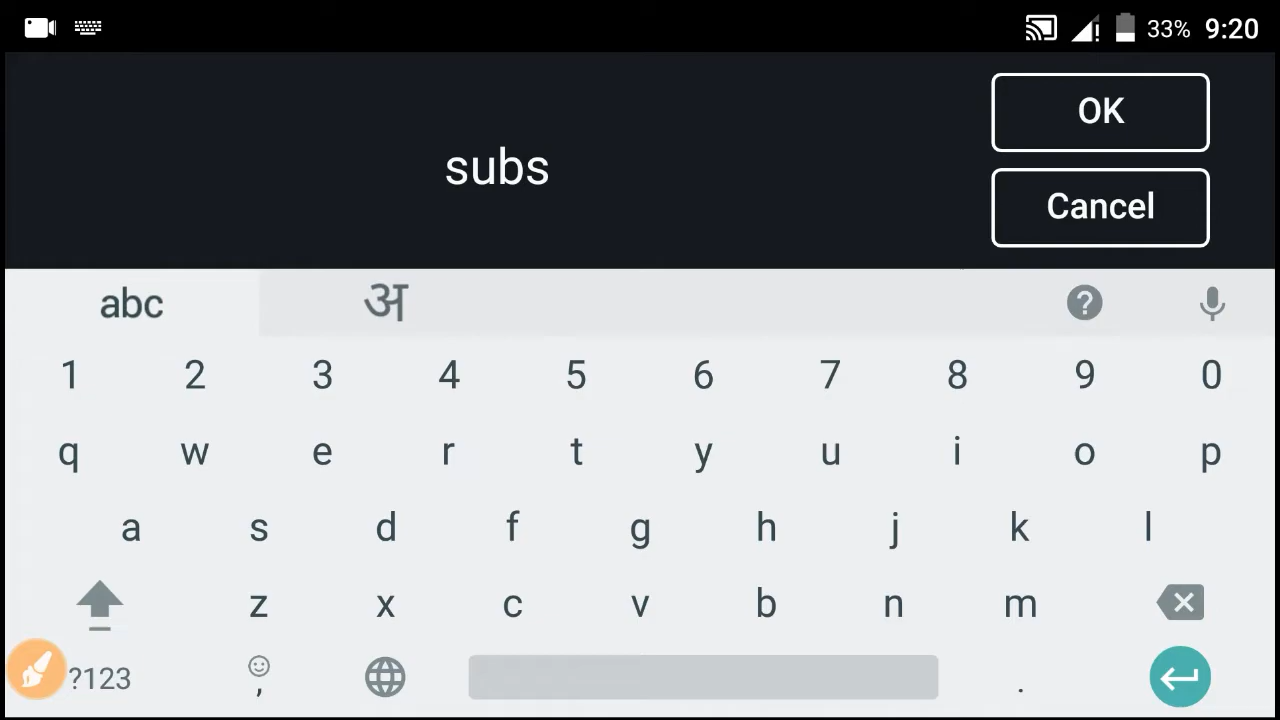 33% 9:20
OK
subs
Cancel
abc अ
1 2 3 4 5 6 7 8 9 0
q w e r t y u i o p
a s d f g h j k l
z x c v b n m
?123 , .